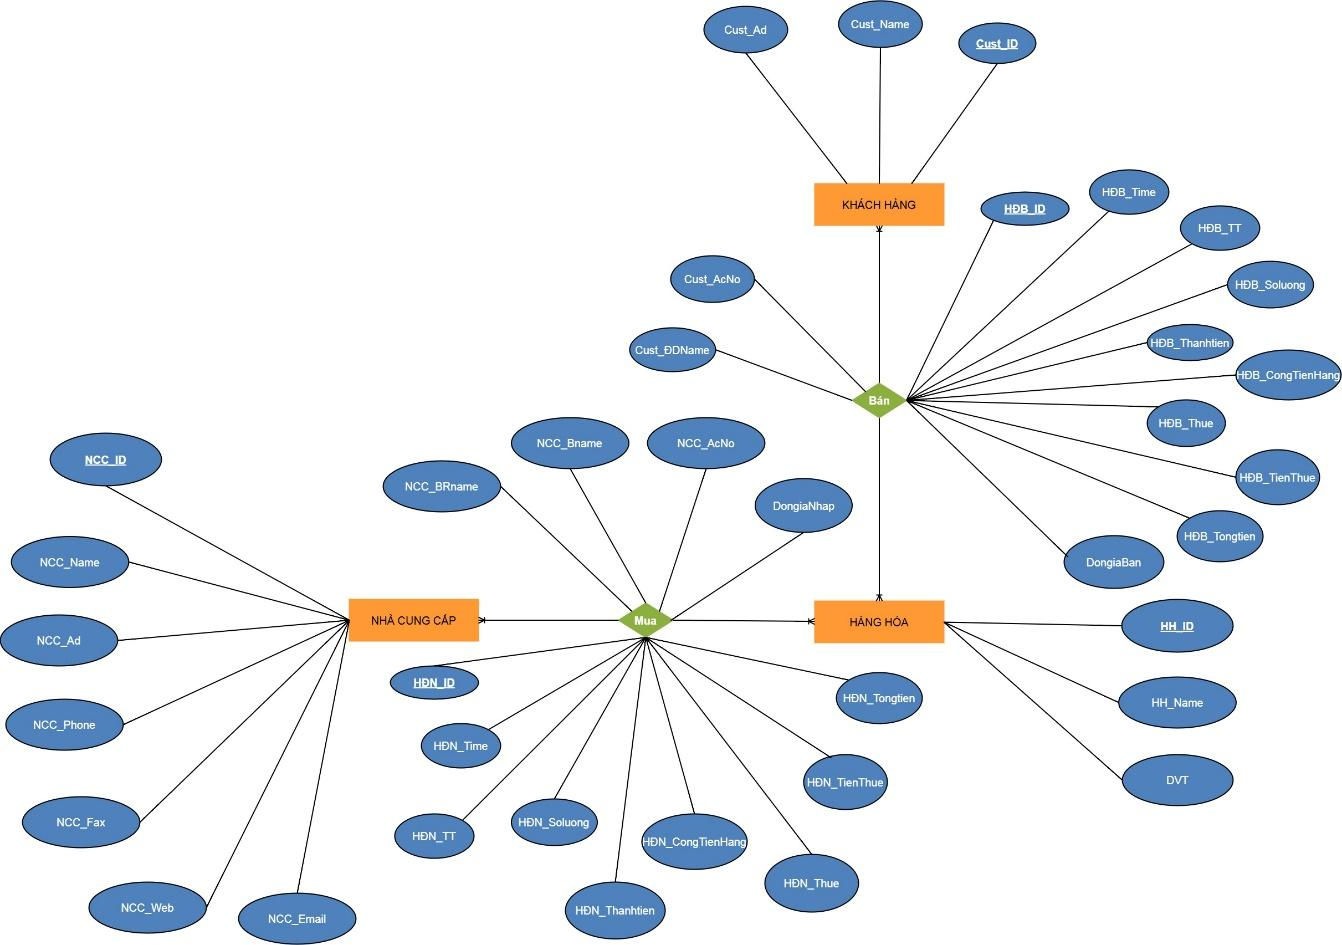 Cust_Ad
Cust_Name
Cust_ID
KHÁCH HÀNG
HĐB_ID
HĐB_Time
HĐB_TT
HĐB_Soluong
HĐB_Thanhtien
HĐB_CongTienHang
HĐB_Thue
HĐB_TienThue
HĐB_Tongtien
DongiaBan
Cust_AcNo
Cust_ĐDName
Bán
NCC_BRname
NCC_Bname
NCC_AcNo
DongiaNhap
NCC_ID
NCC_Name
NCC_Ad
NCC_Phone
NCC_Fax
NCC_Web
NCC_Email
NHÀ CUNG CẤP
Mua
HÀNG HÓA
HH_ID
HH_Name
DVT
HĐN_ID
HĐN_Time
HĐN_TT
HĐN_Soluong
HĐN_Thanhtien
HĐN_CongTienHang
HĐN_Thue
HĐN_TienThue
HĐN_Tongtien